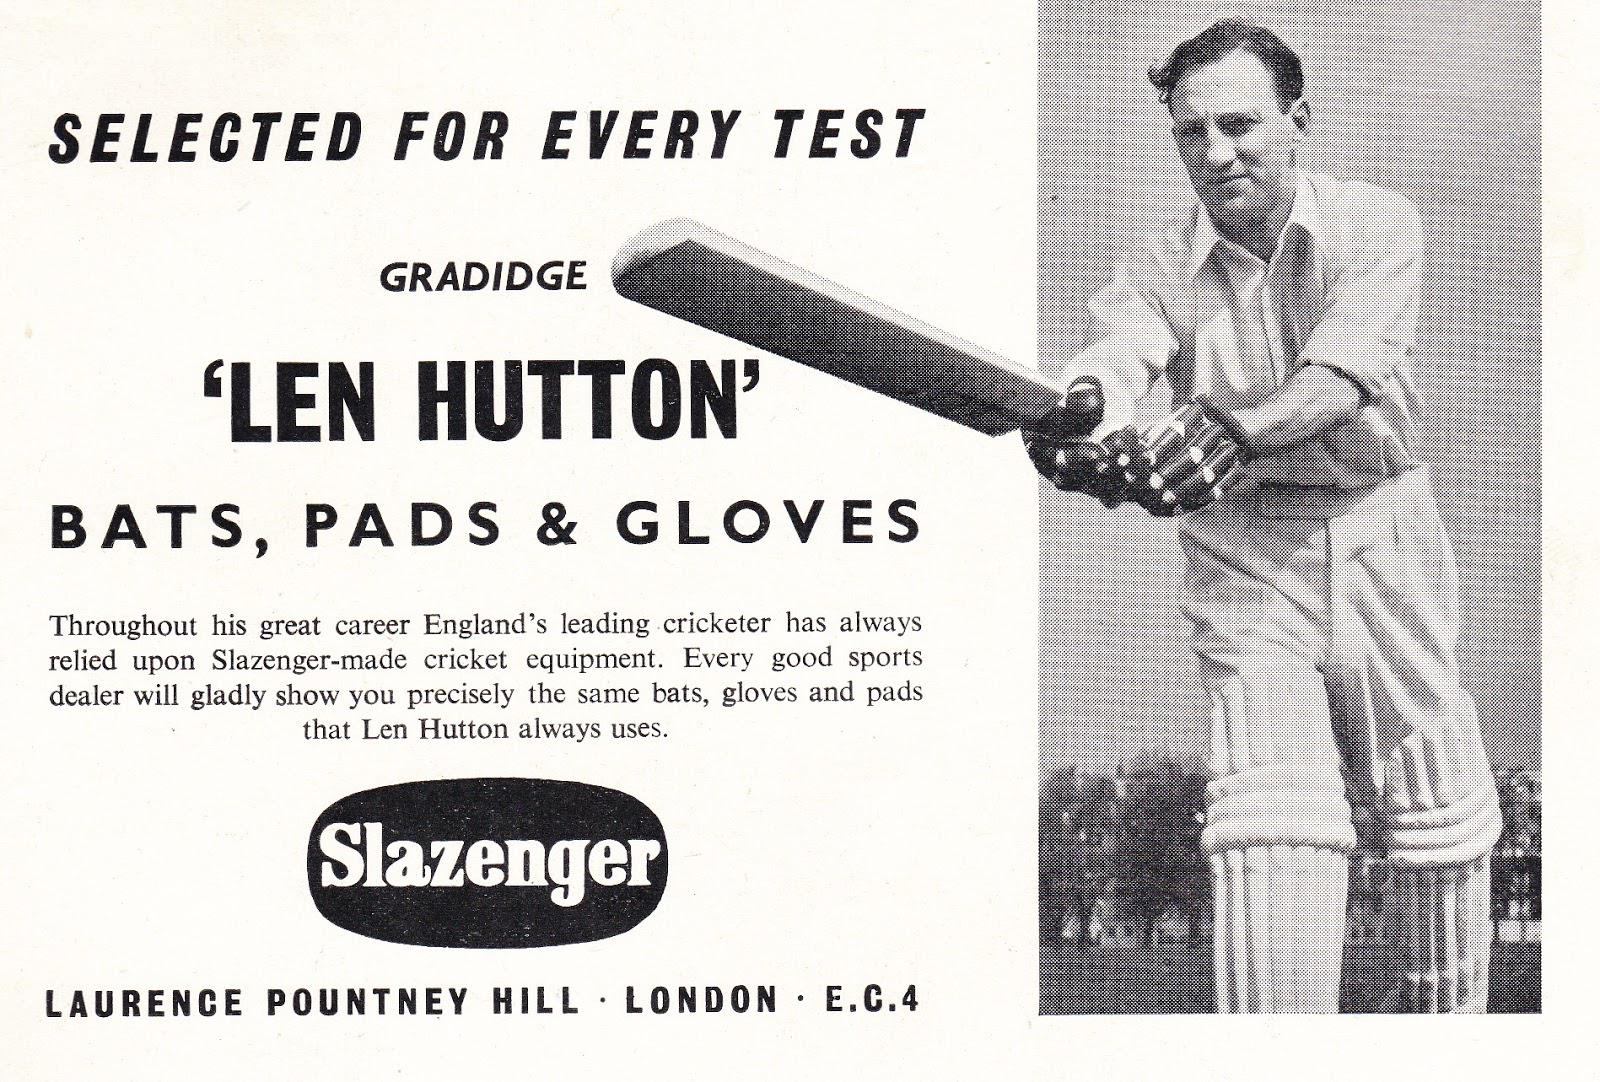 SELECTED FOR EVERY TEST
GRADIDGE
‘LEN HUTTON’
BATS, PADS & GLOVES
Throughout his great career England’s leading cricketer has always
relied upon Slazenger-made cricket equipment. Every good sports
dealer will gladly show you precisely the same bats, gloves and pads
that Len Hutton always uses.
Slazenger
LAURENCE POUNTNEY HILL · LONDON · E.C.4